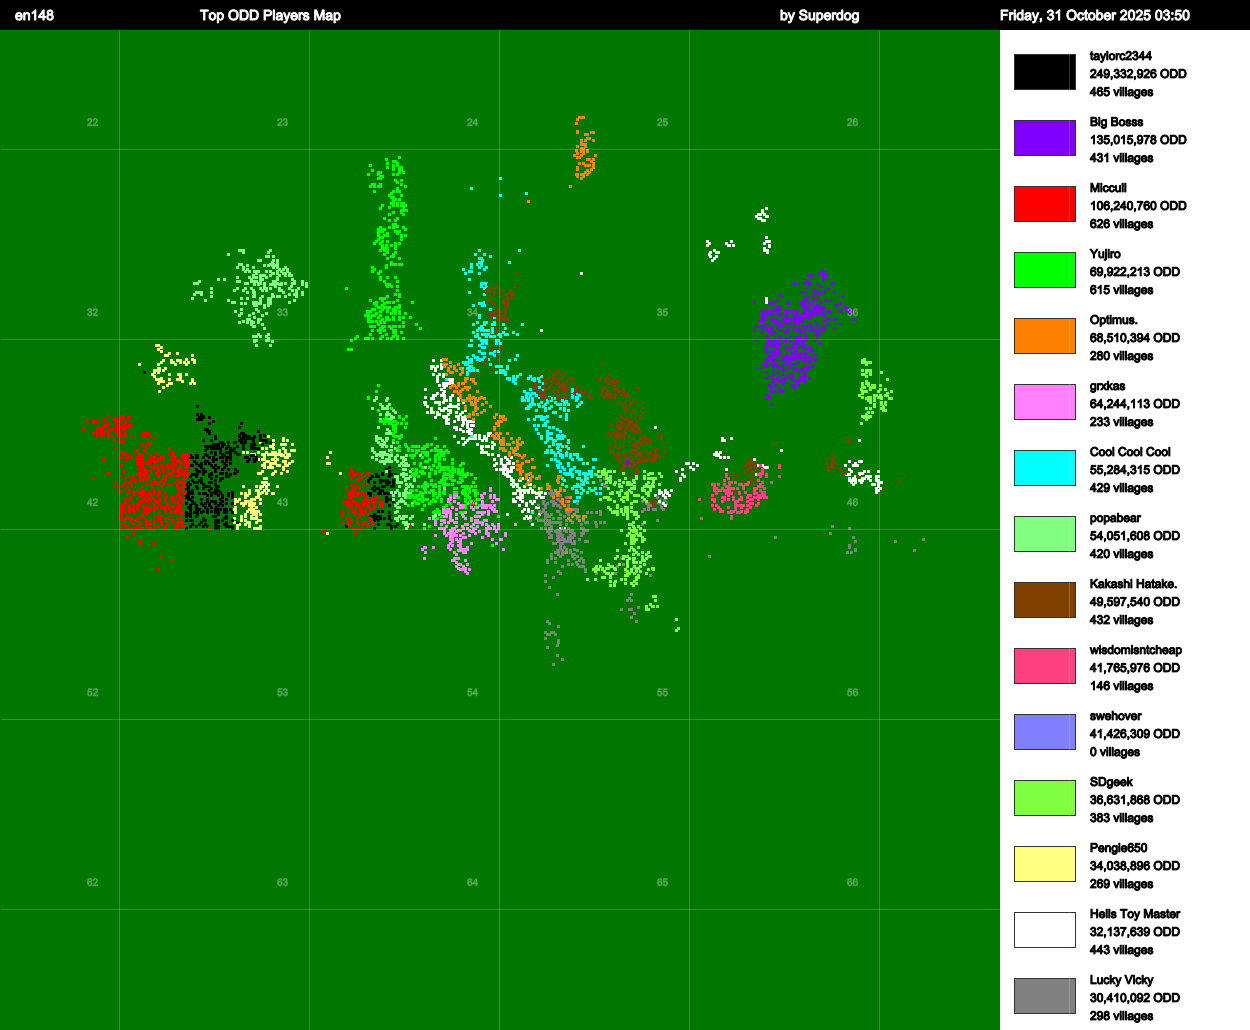 en148 Top ODD Players Map by Superdog Friday, 31 October 2025 03:50
taylorc2344
249,332,926 ODD
465 villages
Big Bosss
135,015,978 ODD
431 villages
Miccull
106,240,760 ODD
626 villages
Yujiro
69,922,213 ODD
615 villages
Optimus.
68,510,394 ODD
280 villages
grxkas
64,244,113 ODD
233 villages
Cool Cool Cool
55,284,315 ODD
429 villages
popabear
54,051,608 ODD
420 villages
Kakashi Hatake.
49,597,540 ODD
432 villages
wisdomisntcheap
41,765,976 ODD
146 villages
swehover
41,426,309 ODD
0 villages
SDgeek
36,631,868 ODD
383 villages
Pengie650
34,038,896 ODD
269 villages
Hells Toy Master
32,137,639 ODD
443 villages
Lucky Vicky
30,410,092 ODD
298 villages
22 23 24 25 26
32 33 34 35 36
42 43 46
52 53 54 55 56
62 63 64 65 66